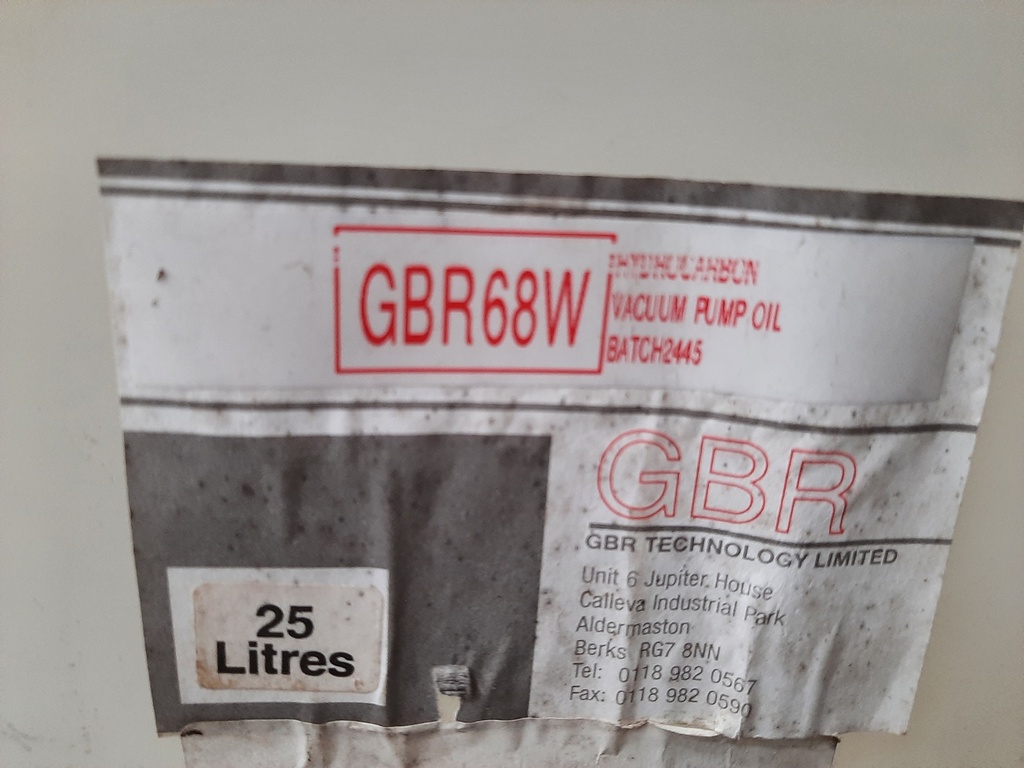 GBR68W
HYDROCARBON
VACUUM PUMP OIL
BATCH2445
GBR
GBR TECHNOLOGY LIMITED
Unit 6 Jupiter House
Calleva Industrial Park
Aldermaston
Berks RG7 8NN
Tel: 0118 982 0567
Fax: 0118 982 0590
25
Litres